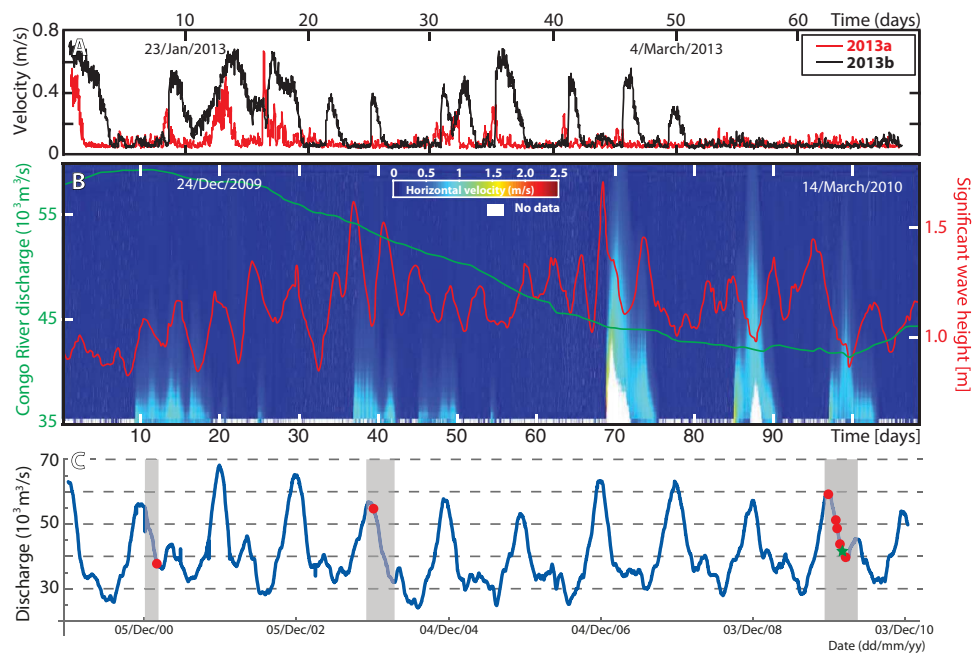 10 20 30 40 50 60 Time (days)
A
23/Jan/2013
4/March/2013
2013a
2013b
0.8
0.4
0
Velocity (m/s)
B
24/Dec/2009
14/March/2010
0 0.5 1 1.5 2.0 2.5
Horizontal velocity (m/s)
No data
55
45
35
Congo River discharge (10³m³/s)
1.5
1.0
Significant wave height [m]
10 20 30 40 50 60 70 80 90 Time [days]
C
70
50
30
Discharge (10³m³/s)
05/Dec/00 05/Dec/02 04/Dec/04 04/Dec/06 03/Dec/08 03/Dec/10
Date (dd/mm/yy)